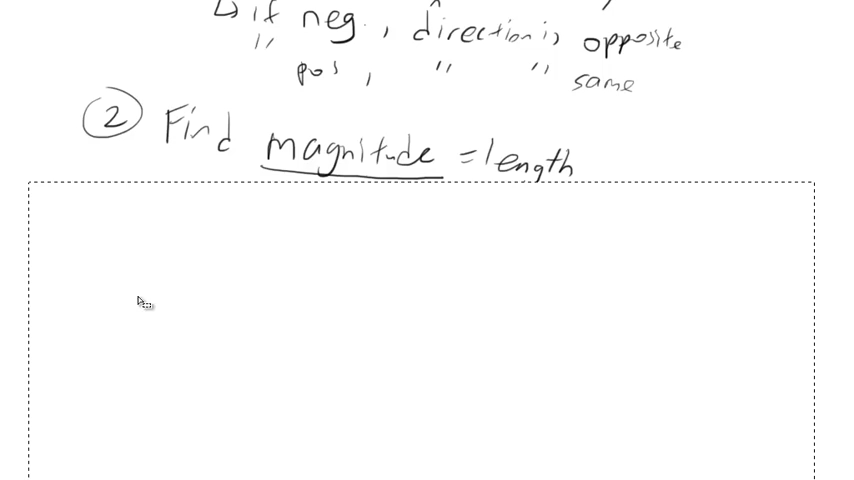 ↳ if neg., direction is opposite
" pos, " " same
② Find magnitude = length